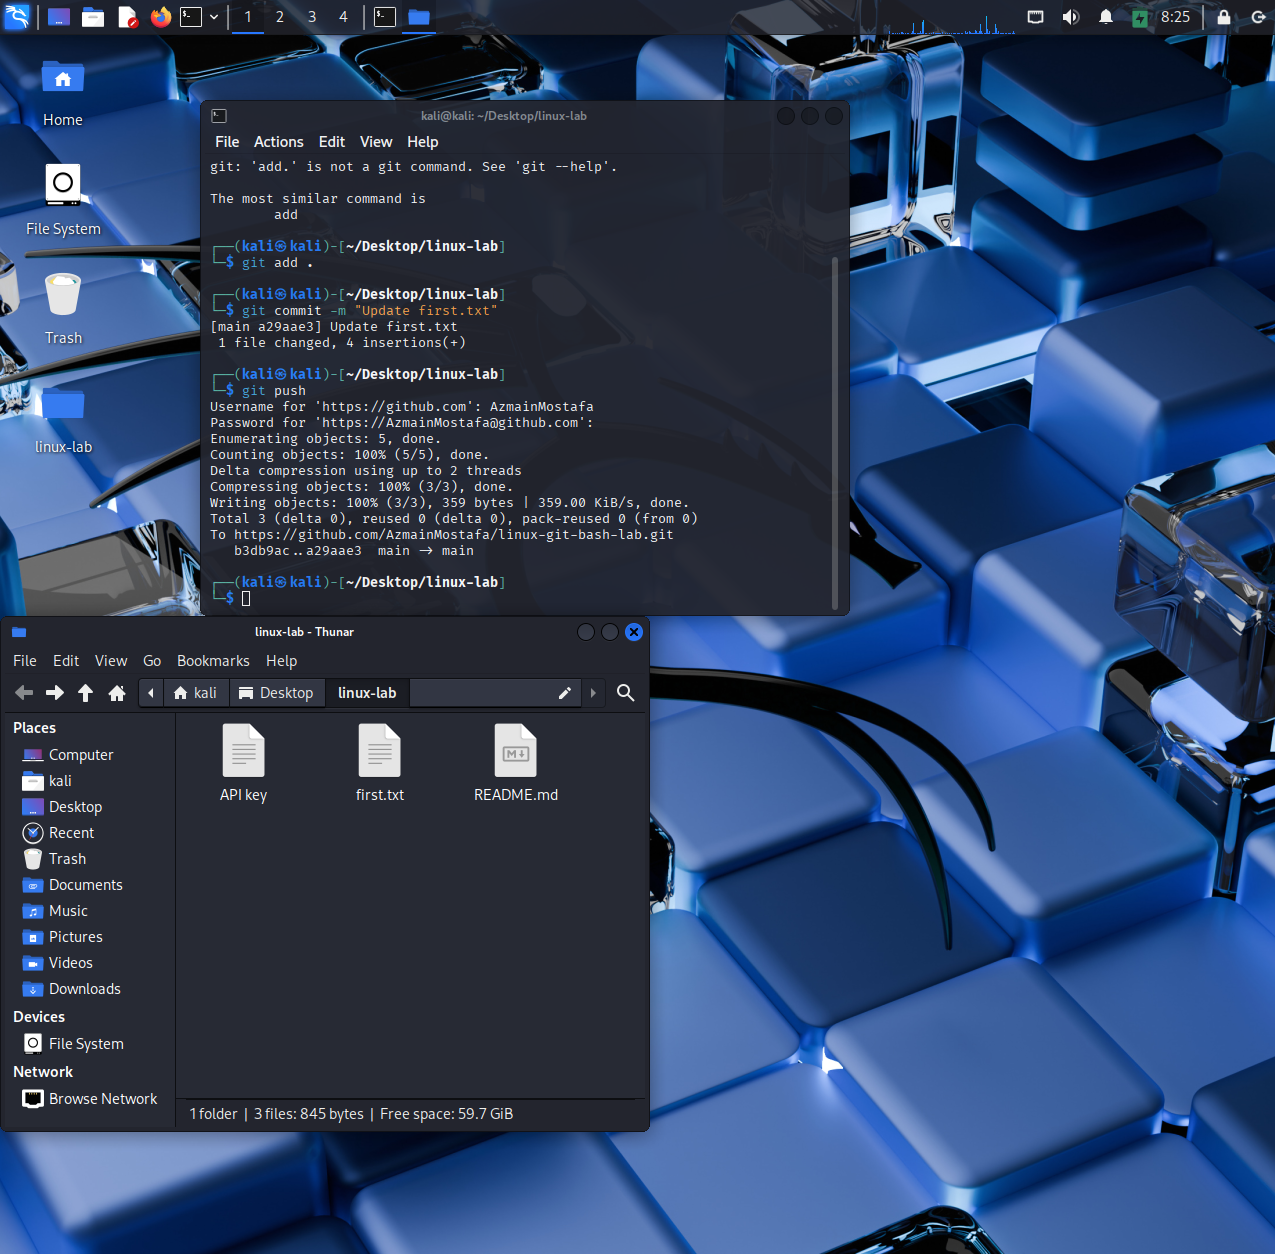 1 2 3 4
8:25
Home
File System
Trash
linux-lab
kali@kali: ~/Desktop/linux-lab
File Actions Edit View Help
git: 'add.' is not a git command. See 'git --help'.
The most similar command is
add
┌──(kali㉿kali)-[~/Desktop/linux-lab]
└─$ git add .
┌──(kali㉿kali)-[~/Desktop/linux-lab]
└─$ git commit -m "Update first.txt"
[main a29aae3] Update first.txt
1 file changed, 4 insertions(+)
┌──(kali㉿kali)-[~/Desktop/linux-lab]
└─$ git push
Username for 'https://github.com': AzmainMostafa
Password for 'https://AzmainMostafa@github.com':
Enumerating objects: 5, done.
Counting objects: 100% (5/5), done.
Delta compression using up to 2 threads
Compressing objects: 100% (3/3), done.
Writing objects: 100% (3/3), 359 bytes | 359.00 KiB/s, done.
Total 3 (delta 0), reused 0 (delta 0), pack-reused 0 (from 0)
To https://github.com/AzmainMostafa/linux-git-bash-lab.git
b3db9ac..a29aae3 main -> main
┌──(kali㉿kali)-[~/Desktop/linux-lab]
└─$
linux-lab - Thunar
File Edit View Go Bookmarks Help
kali Desktop linux-lab
Places
Computer
kali
Desktop
Recent
Trash
Documents
Music
Pictures
Videos
Downloads
Devices
File System
Network
Browse Network
API key first.txt README.md
1 folder | 3 files: 845 bytes | Free space: 59.7 GiB